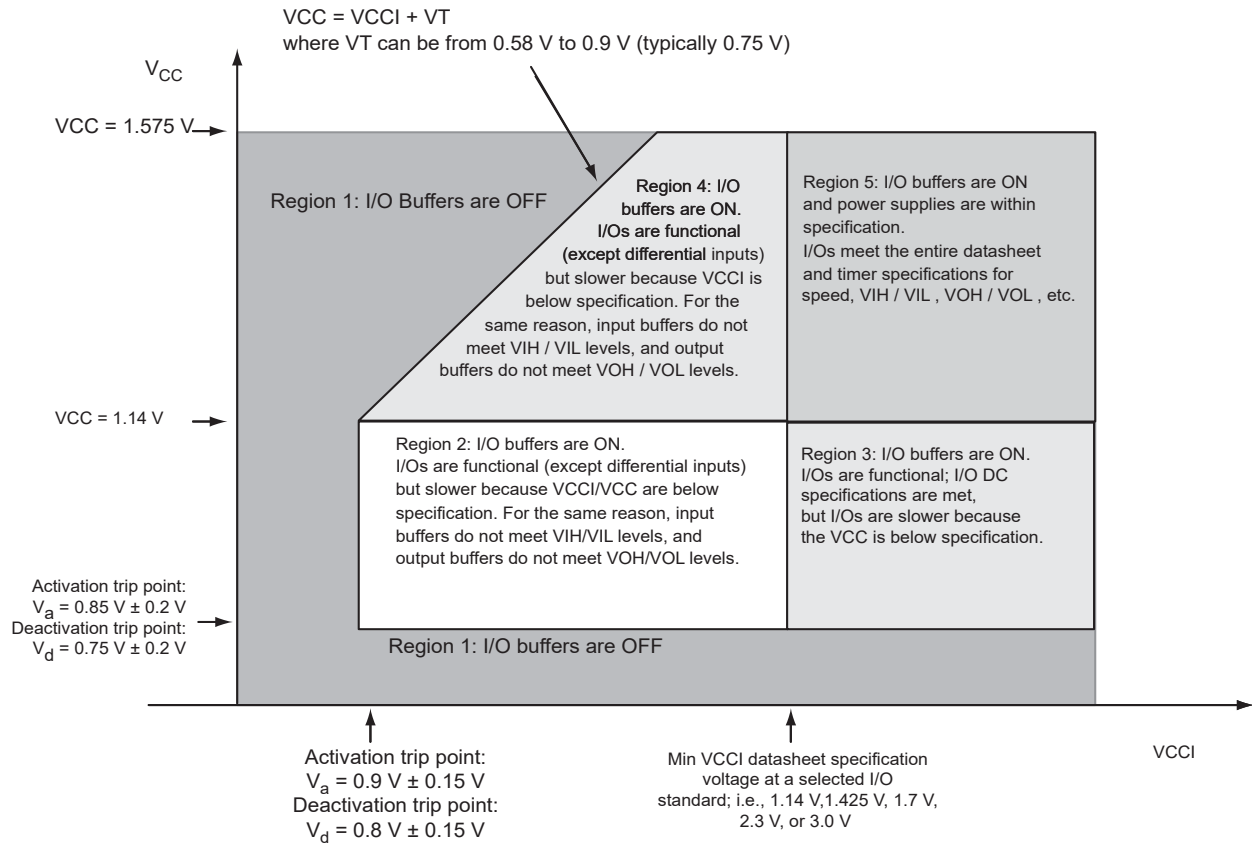 VCC = VCCI + VT
where VT can be from 0.58 V to 0.9 V (typically 0.75 V)
VCC
VCC = 1.575 V
Region 1: I/O Buffers are OFF
Region 4: I/O
buffers are ON.
I/Os are functional
(except differential inputs)
but slower because VCCI is
below specification. For the
same reason, input buffers do not
meet VIH / VIL levels, and output
buffers do not meet VOH / VOL levels.
Region 5: I/O buffers are ON
and power supplies are within
specification.
I/Os meet the entire datasheet
and timer specifications for
speed, VIH / VIL , VOH / VOL , etc.
VCC = 1.14 V
Region 2: I/O buffers are ON.
I/Os are functional (except differential inputs)
but slower because VCCI/VCC are below
specification. For the same reason, input
buffers do not meet VIH/VIL levels, and
output buffers do not meet VOH/VOL levels.
Region 3: I/O buffers are ON.
I/Os are functional; I/O DC
specifications are met,
but I/Os are slower because
the VCC is below specification.
Activation trip point:
Va = 0.85 V ± 0.2 V
Deactivation trip point:
Vd = 0.75 V ± 0.2 V
Region 1: I/O buffers are OFF
Activation trip point:
Va = 0.9 V ± 0.15 V
Deactivation trip point:
Vd = 0.8 V ± 0.15 V
Min VCCI datasheet specification
voltage at a selected I/O
standard; i.e., 1.14 V,1.425 V, 1.7 V,
2.3 V, or 3.0 V
VCCI